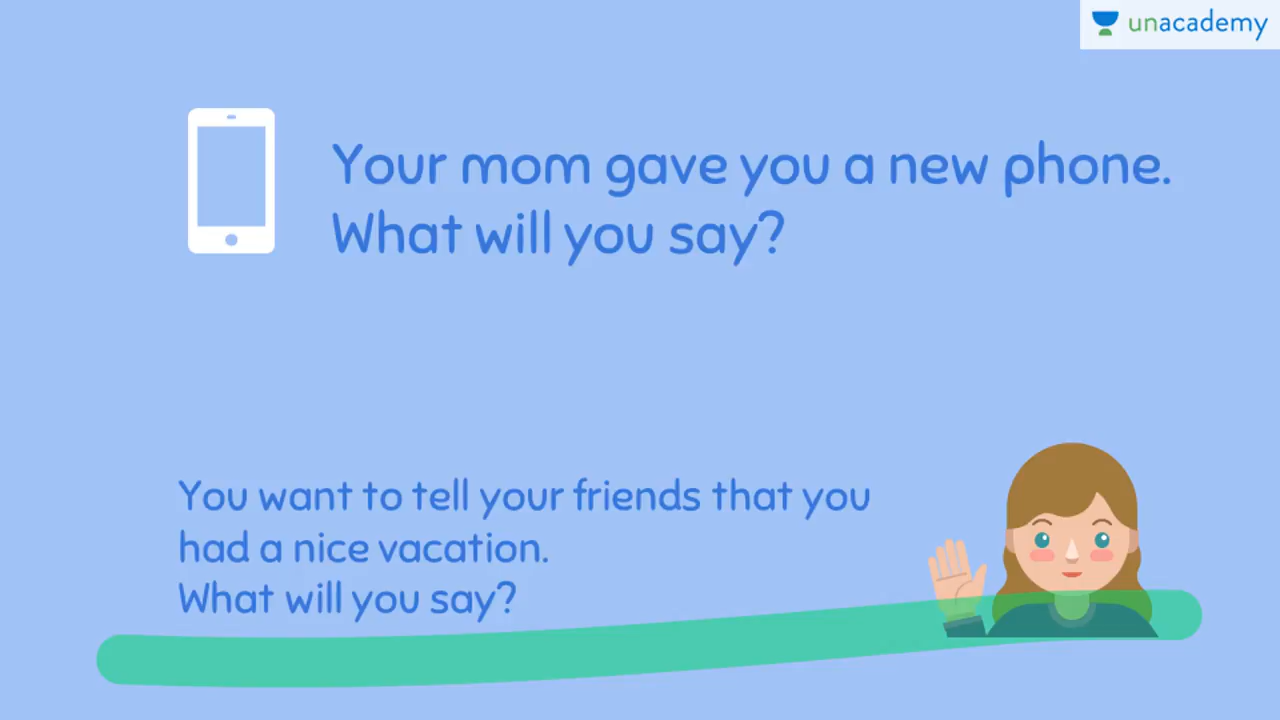 unacademy
Your mom gave you a new phone.
What will you say?
You want to tell your friends that you
had a nice vacation.
What will you say?